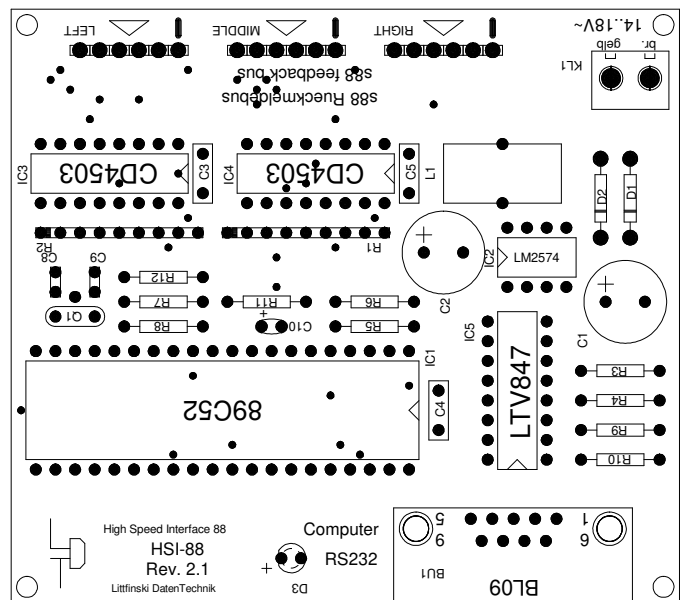 LEFT
MIDDLE
RIGHT
14..18V~
gelb
br.
KL1
s88 feedback bus
s88 Rueckmeldebus
IC3
CD4503
C3
IC4
CD4503
C5
L1
D2
D1
R2
R1
C8
C9
R12
R7
R8
Q1
R11
+
C10
R6
R5
+
C2
IC2
LM2574
+
C1
IC1
89C52
C4
IC5
LTV847
R3
R4
R9
R10
High Speed Interface 88
HSI-88
Rev. 2.1
Littfinski DatenTechnik
Computer
RS232
+
D3
5
1
9
6
BU1
BL09